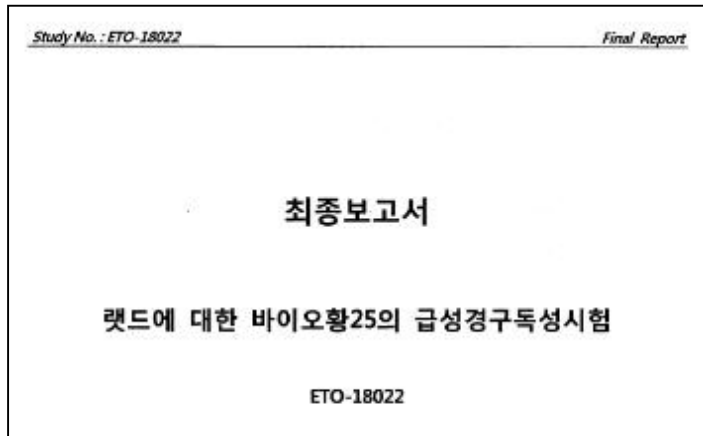 Study No. : ETO-18022 Final Report
최종보고서
랫드에 대한 바이오황25의 급성경구독성시험
ETO-18022